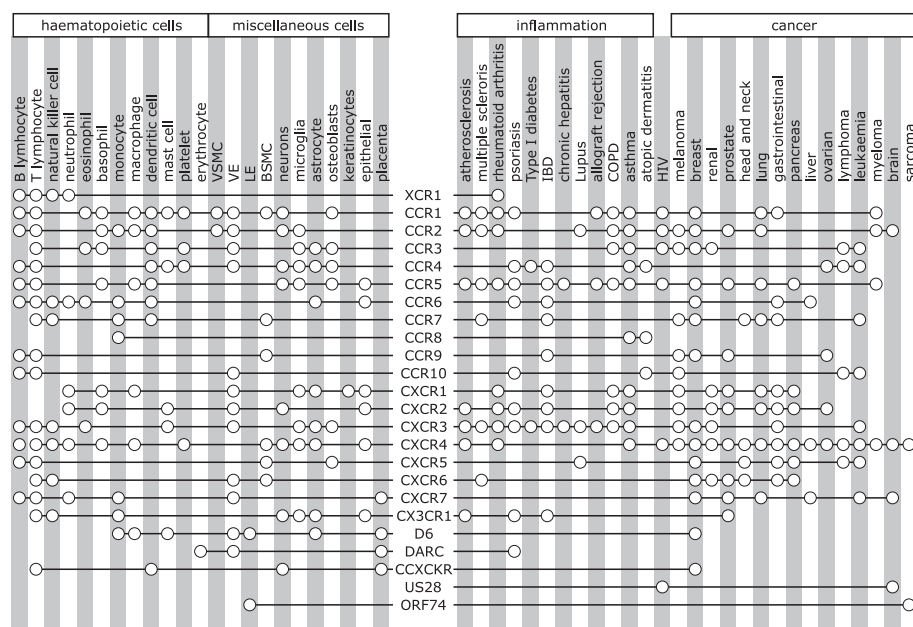 haematopoietic cells
miscellaneous cells
inflammation
cancer
B lymhocyte
T lymphocyte
natural killer cell
neutrophil
eosinophil
basophil
monocyte
macrophage
dendritic cell
mast cell
platelet
erythrocyte
VSMC
VE
LE
BSMC
neurons
microglia
astrocyte
osteoblasts
keratinocytes
epithelial
placenta
atherosclerosis
multiple scleroris
rheumatoid arthritis
psoriasis
Type I diabetes
IBD
chronic hepatitis
Lupus
allograft rejection
COPD
asthma
atopic dermatitis
HIV
melanoma
breast
renal
prostate
head and neck
lung
gastrointestinal
pancreas
liver
ovarian
lymphoma
leukaemia
myeloma
brain
sarcoma
XCR1
CCR1
CCR2
CCR3
CCR4
CCR5
CCR6
CCR7
CCR8
CCR9
CCR10
CXCR1
CXCR2
CXCR3
CXCR4
CXCR5
CXCR6
CXCR7
CX3CR1
D6
DARC
CCXCKR
US28
ORF74